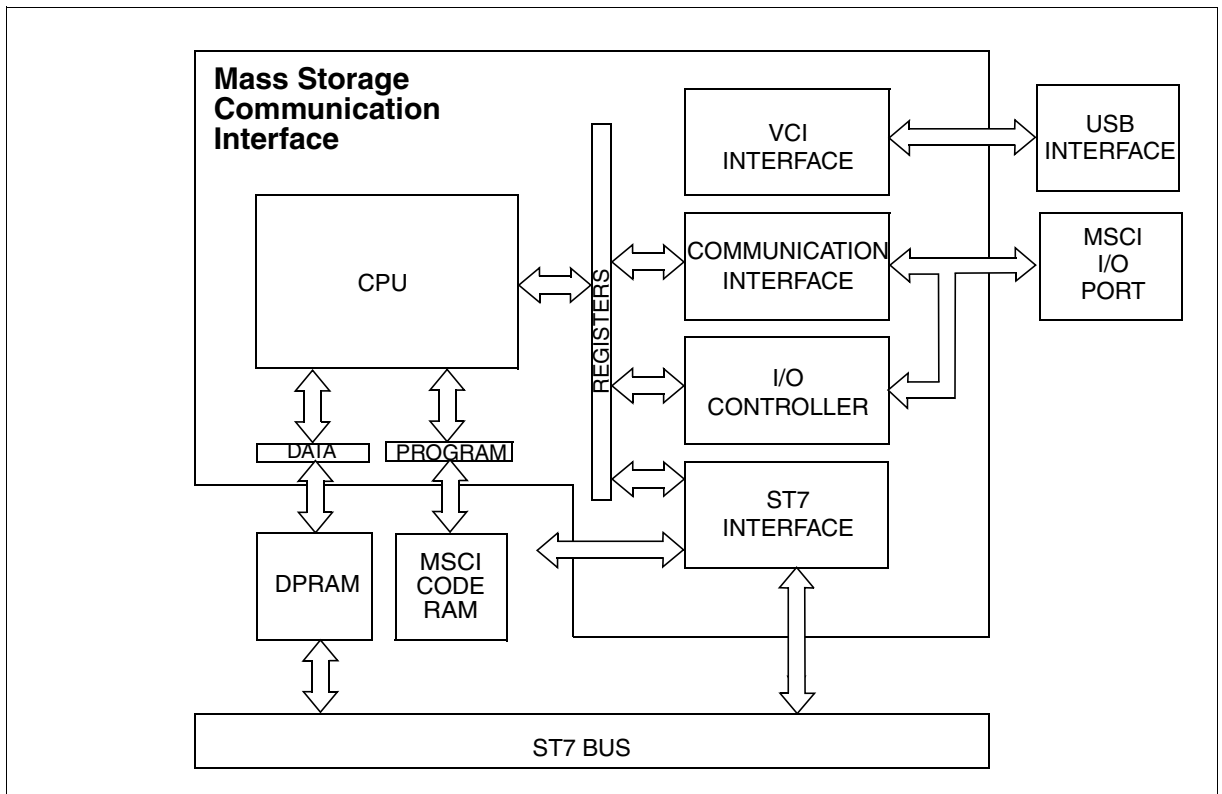 Mass Storage
Communication
Interface
VCI
INTERFACE
USB
INTERFACE
CPU
REGISTERS
COMMUNICATION
INTERFACE
MSCI
I/O
PORT
I/O
CONTROLLER
DATA
PROGRAM
ST7
INTERFACE
DPRAM
MSCI
CODE
RAM
ST7 BUS